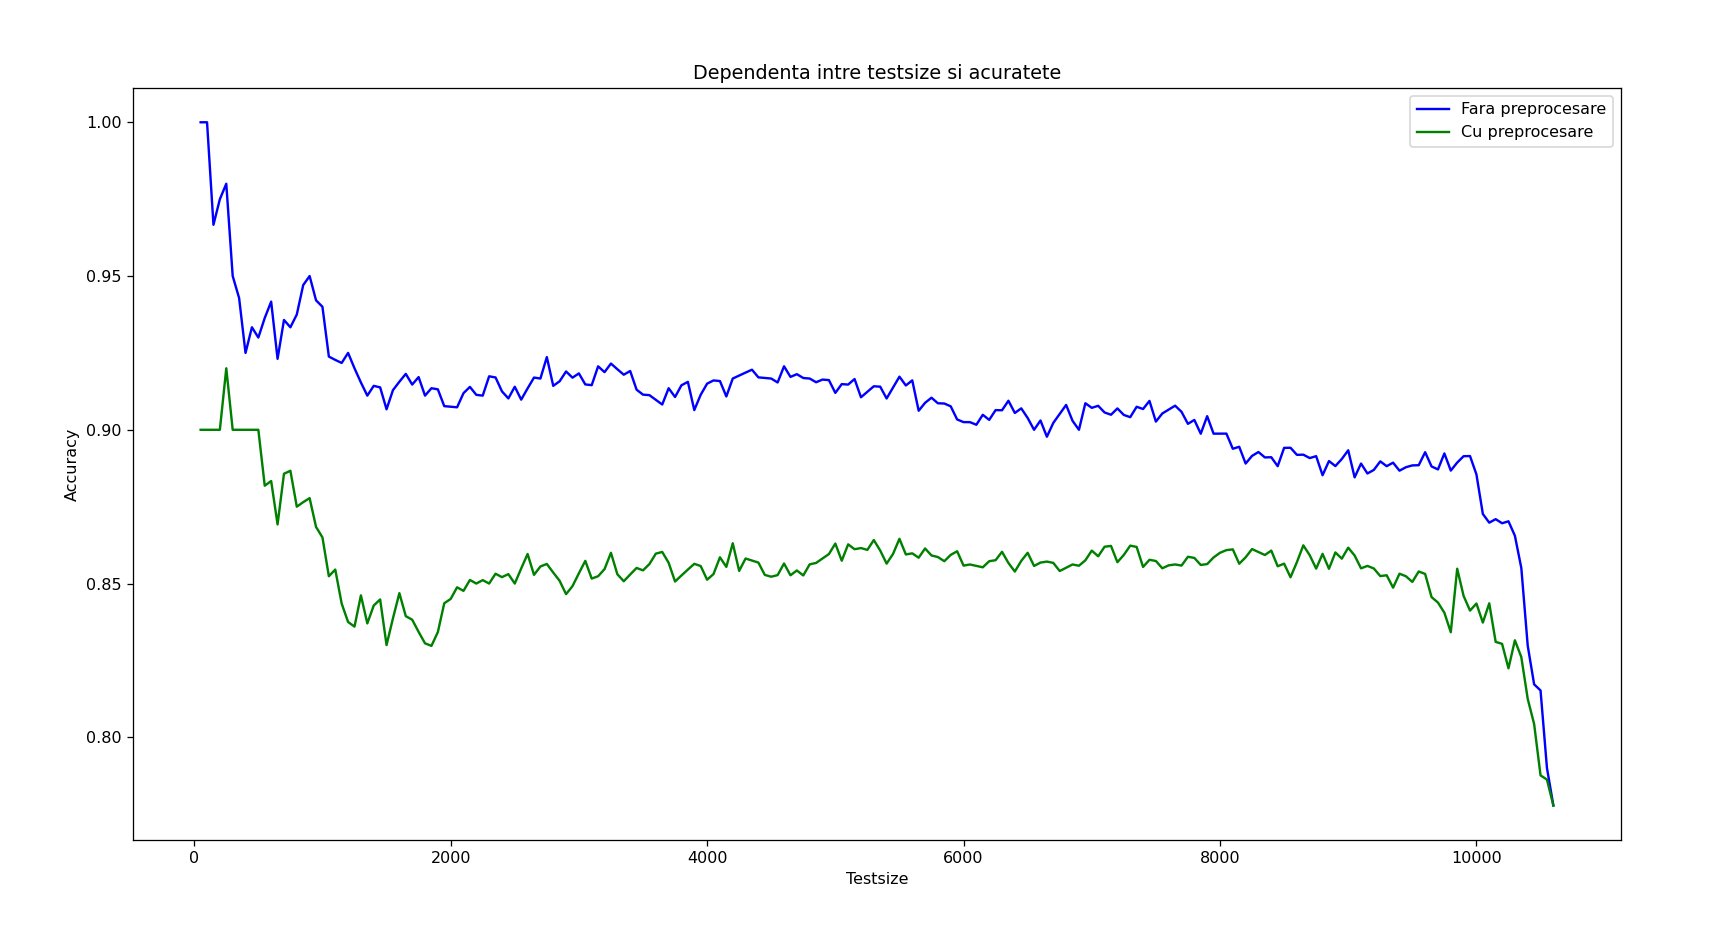 Dependenta intre testsize si acuratete
Fara preprocesare
Cu preprocesare
1.00
0.95
0.90
0.85
0.80
Accuracy
0
2000
4000
6000
8000
10000
Testsize